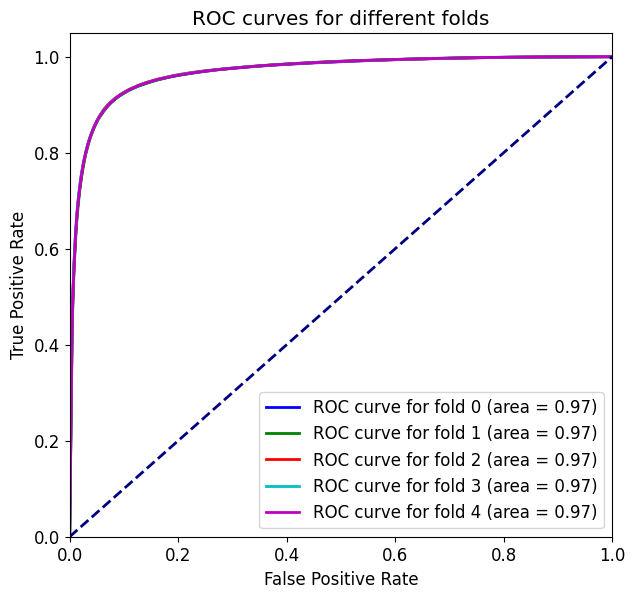 ROC curves for different folds
True Positive Rate
1.0
0.8
0.6
0.4
0.2
0.0
ROC curve for fold 0 (area = 0.97)
ROC curve for fold 1 (area = 0.97)
ROC curve for fold 2 (area = 0.97)
ROC curve for fold 3 (area = 0.97)
ROC curve for fold 4 (area = 0.97)
0.0 0.2 0.4 0.6 0.8 1.0
False Positive Rate